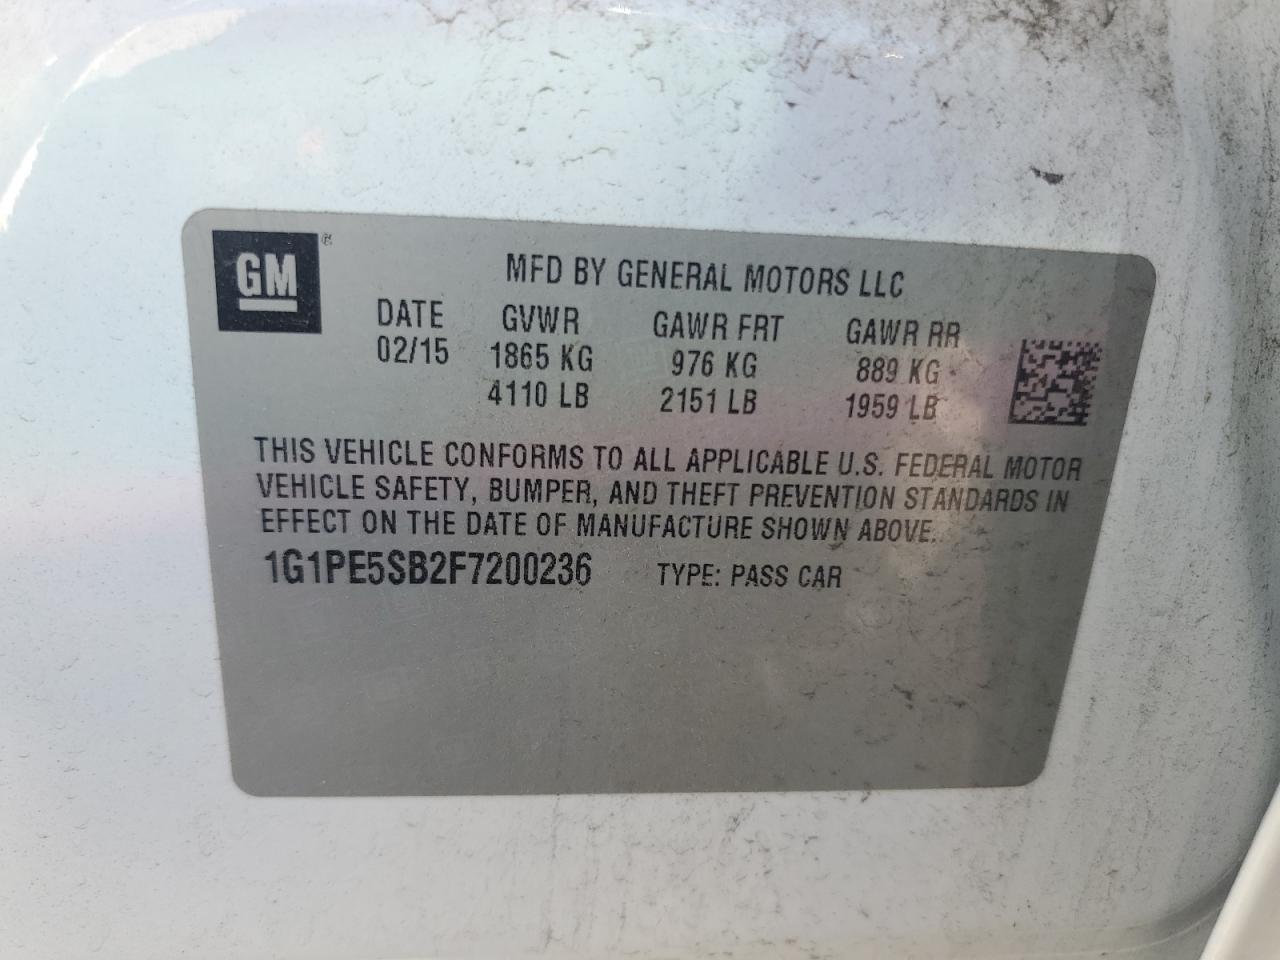 GM
MFD BY GENERAL MOTORS LLC
DATE GVWR GAWR FRT GAWR RR
02/15 1865 KG 976 KG 889 KG
4110 LB 2151 LB 1959 LB
THIS VEHICLE CONFORMS TO ALL APPLICABLE U.S. FEDERAL MOTOR
VEHICLE SAFETY, BUMPER, AND THEFT PREVENTION STANDARDS IN
EFFECT ON THE DATE OF MANUFACTURE SHOWN ABOVE.
1G1PE5SB2F7200236 TYPE: PASS CAR